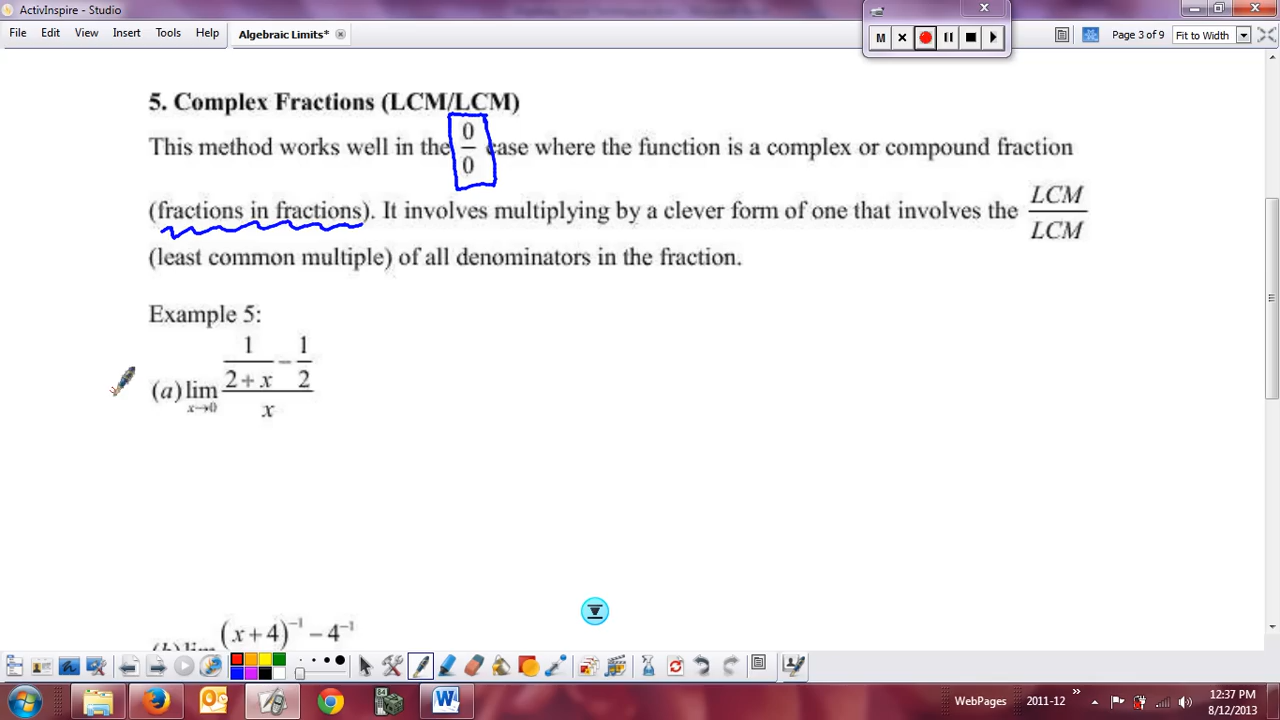 ActivInspire - Studio
File Edit View Insert Tools Help Algebraic Limits* Page 3 of 9 Fit to Width
M
5. Complex Fractions (LCM/LCM)
This method works well in the 0/0 case where the function is a complex or compound fraction
(fractions in fractions). It involves multiplying by a clever form of one that involves the LCM/LCM
(least common multiple) of all denominators in the fraction.
Example 5:
(a) lim x→0 (1/(2+x) − 1/2)/x
(b) lim (x+4)⁻¹ − 4⁻¹
WebPages 2011-12 12:37 PM
8/12/2013